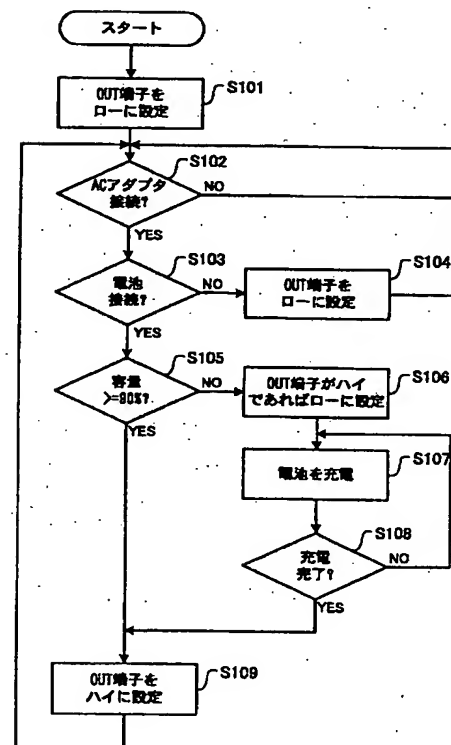 スタート
OUT端子を
ローに設定
S101
S102
ACアダプタ
接続?
NO
YES
S103
電池
接続?
NO
YES
S104
OUT端子を
ローに設定
S105
容量
>=90%?
NO
YES
S106
OUT端子がハイ
であればローに設定
S107
電池を充電
S108
充電
完了?
NO
YES
OUT端子を
ハイに設定
S109